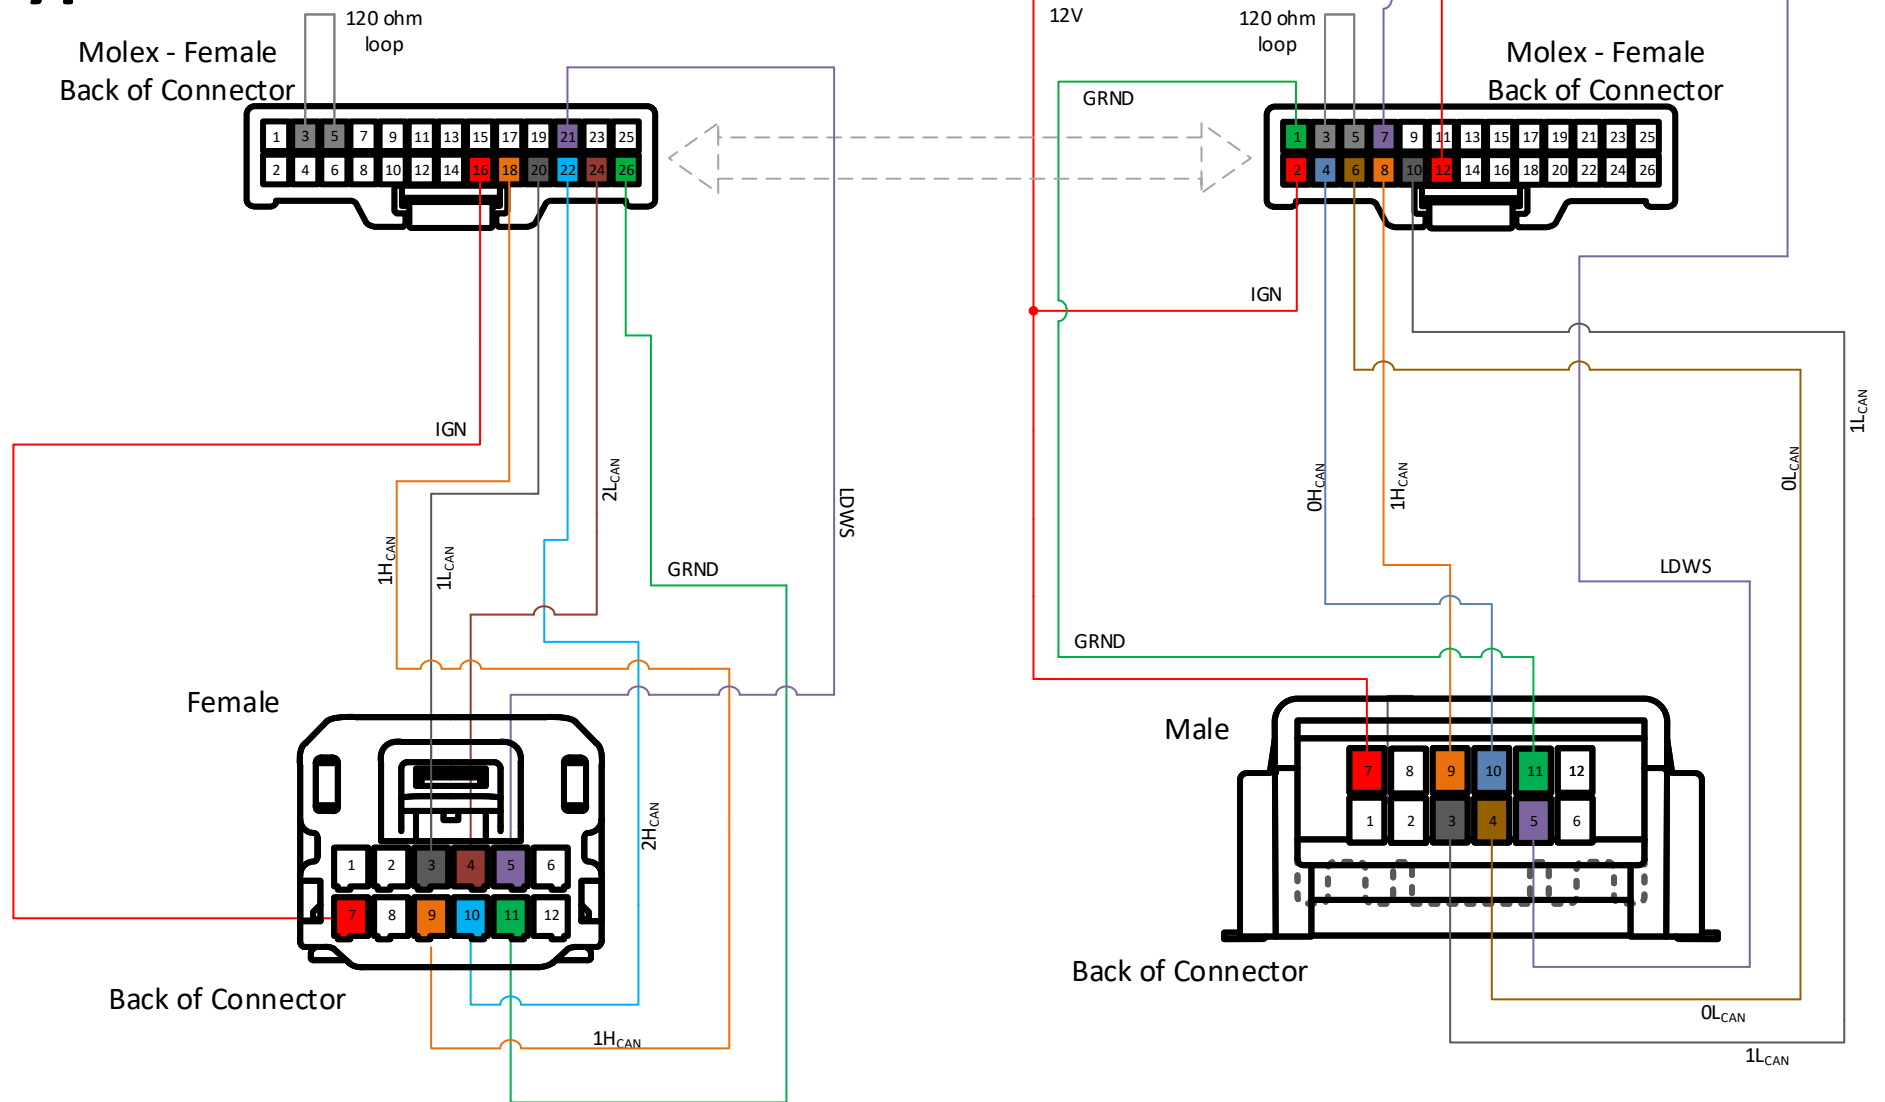 120 ohm
loop
Molex - Female
Back of Connector
1 3 5 7 9 11 13 15 17 19 21 23 25
2 4 6 8 10 12 14 16 18 20 22 24 26
12V
120 ohm
loop
Molex - Female
Back of Connector
GRND
1 3 5 7 9 11 13 15 17 19 21 23 25
2 4 6 8 10 12 14 16 18 20 22 24 26
IGN
IGN
2LCAN
LDWS
1HCAN
1LCAN
GRND
0HCAN
1HCAN
0LCAN
1LCAN
LDWS
GRND
Female
2HCAN
1 2 3 4 5 6
7 8 9 10 11 12
Back of Connector
1HCAN
Male
7 8 9 10 11 12
1 2 3 4 5 6
Back of Connector
0LCAN
1LCAN